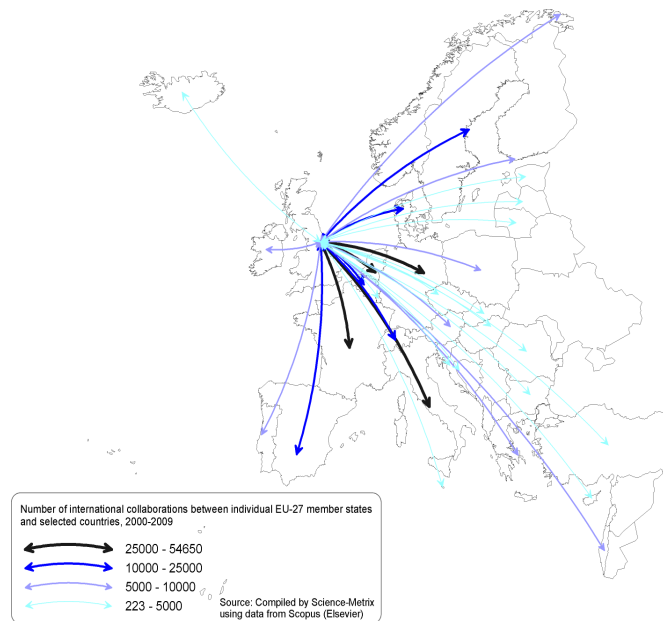 Number of international collaborations between individual EU-27 member states
and selected countries, 2000-2009
25000 - 54650
10000 - 25000
5000 - 10000
223 - 5000
Source: Compiled by Science-Metrix
using data from Scopus (Elsevier)